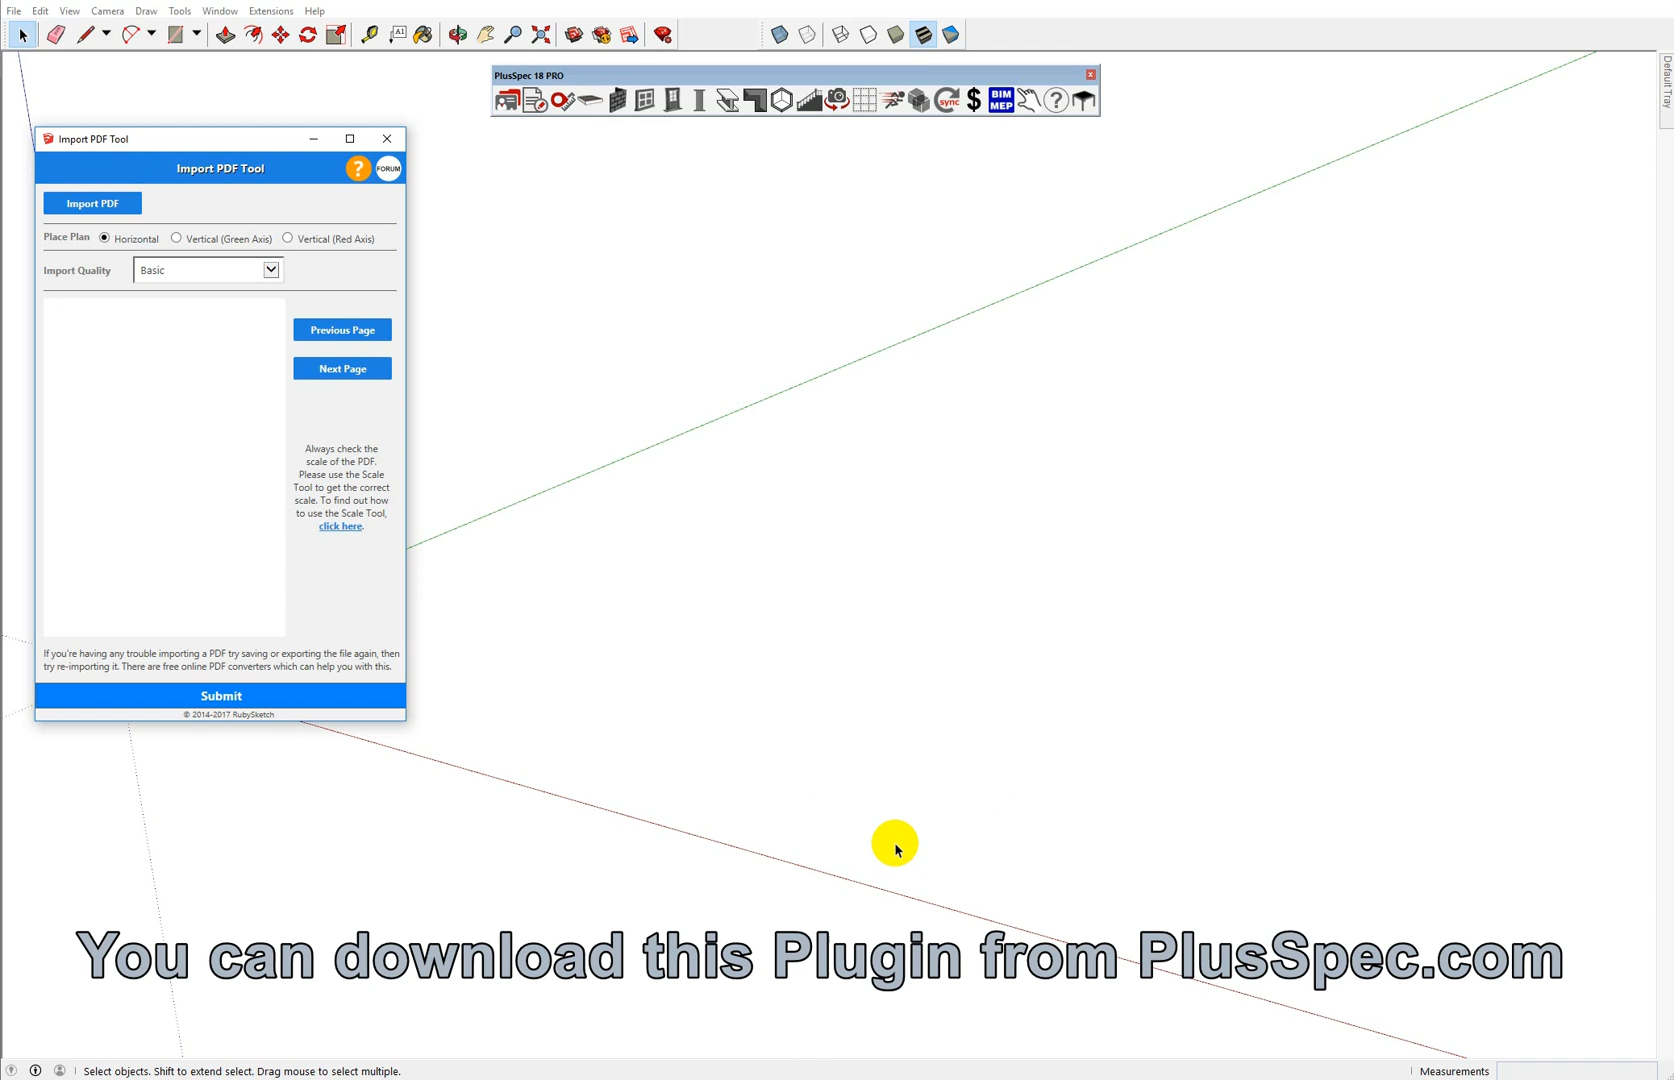 File Edit View Camera Draw Tools Window Extensions Help
A1
Default Tray
PlusSpec 18 PRO
sync $ BIM MEP ?
Import PDF Tool
Import PDF Tool ? FORUM
Import PDF
Place Plan Horizontal Vertical (Green Axis) Vertical (Red Axis)
Import Quality Basic
Previous Page
Next Page
Always check the
scale of the PDF.
Please use the Scale
Tool to get the correct
scale. To find out how
to use the Scale Tool,
click here.
If you're having any trouble importing a PDF try saving or exporting the file again, then
try re-importing it. There are free online PDF converters which can help you with this.
Submit
© 2014-2017 RubySketch
You can download this Plugin from PlusSpec.com
Select objects. Shift to extend select. Drag mouse to select multiple. Measurements